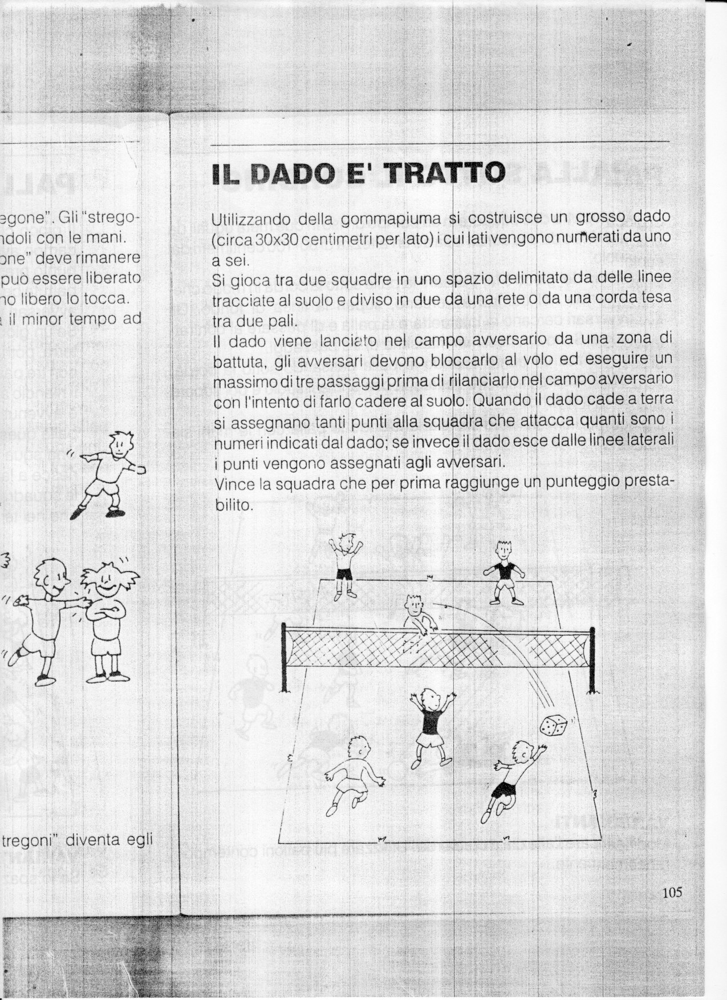 egone”. Gli “strego-
ndoli con le mani.
one” deve rimanere
può essere liberato
no libero lo tocca.
il minor tempo ad
tregoni” diventa egli
IL DADO E' TRATTO
Utilizzando della gommapiuma si costruisce un grosso dado
(circa 30x30 centimetri per lato) i cui lati vengono numerati da uno
a sei.
Si gioca tra due squadre in uno spazio delimitato da delle linee
tracciate al suolo e diviso in due da una rete o da una corda tesa
tra due pali.
Il dado viene lanciato nel campo avversario da una zona di
battuta, gli avversari devono bloccarlo al volo ed eseguire un
massimo di tre passaggi prima di rilanciarlo nel campo avversario
con l'intento di farlo cadere al suolo. Quando il dado cade a terra
si assegnano tanti punti alla squadra che attacca quanti sono i
numeri indicati dal dado; se invece il dado esce dalle linee laterali
i punti vengono assegnati agli avversari.
Vince la squadra che per prima raggiunge un punteggio presta-
bilito.
105